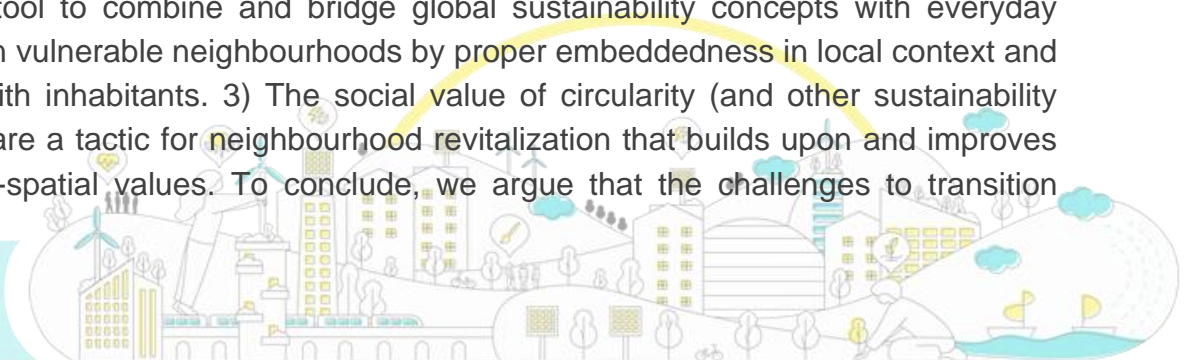 tool to combine and bridge global sustainability concepts with everyday
vulnerable neighbourhoods by proper embeddedness in local context and
inhabitants. 3) The social value of circularity (and other sustainability
are a tactic for neighbourhood revitalization that builds upon and improves
-spatial values. To conclude, we argue that the challenges to transition